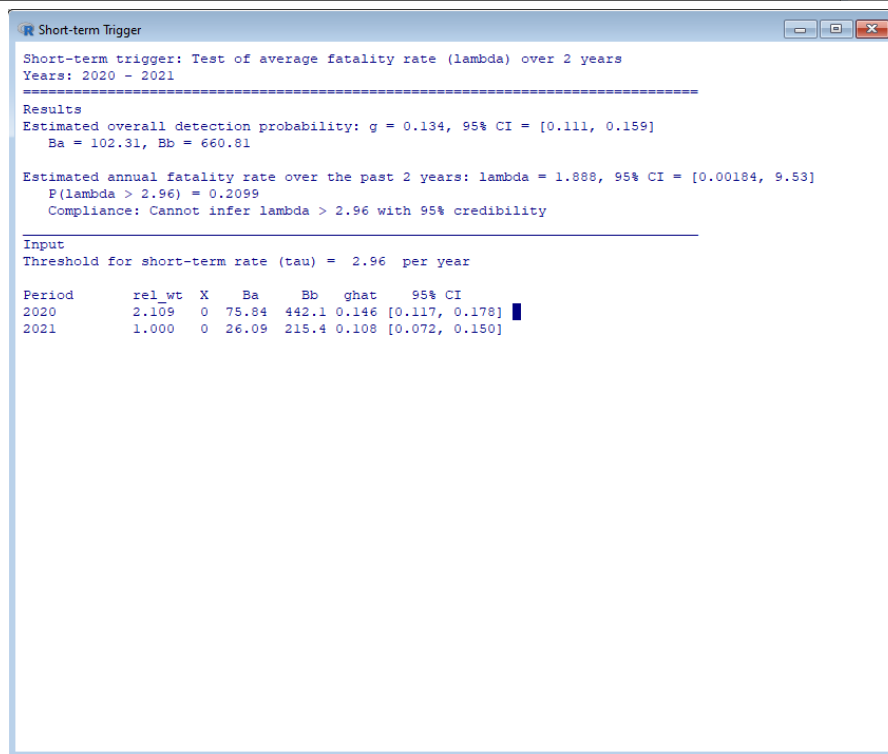 Short-term Trigger
Short-term trigger: Test of average fatality rate (lambda) over 2 years
Years: 2020 - 2021
================================================================================
Results
Estimated overall detection probability: g = 0.134, 95% CI = [0.111, 0.159]
   Ba = 102.31, Bb = 660.81
Estimated annual fatality rate over the past 2 years: lambda = 1.888, 95% CI = [0.00184, 9.53]
   P(lambda > 2.96) = 0.2099
   Compliance: Cannot infer lambda > 2.96 with 95% credibility
Input
Threshold for short-term rate (tau) =  2.96  per year
Period       rel_wt  X    Ba     Bb   ghat   95% CI
2020         2.109   0  75.84  442.1 0.146 [0.117, 0.178]
2021         1.000   0  26.09  215.4 0.108 [0.072, 0.150]